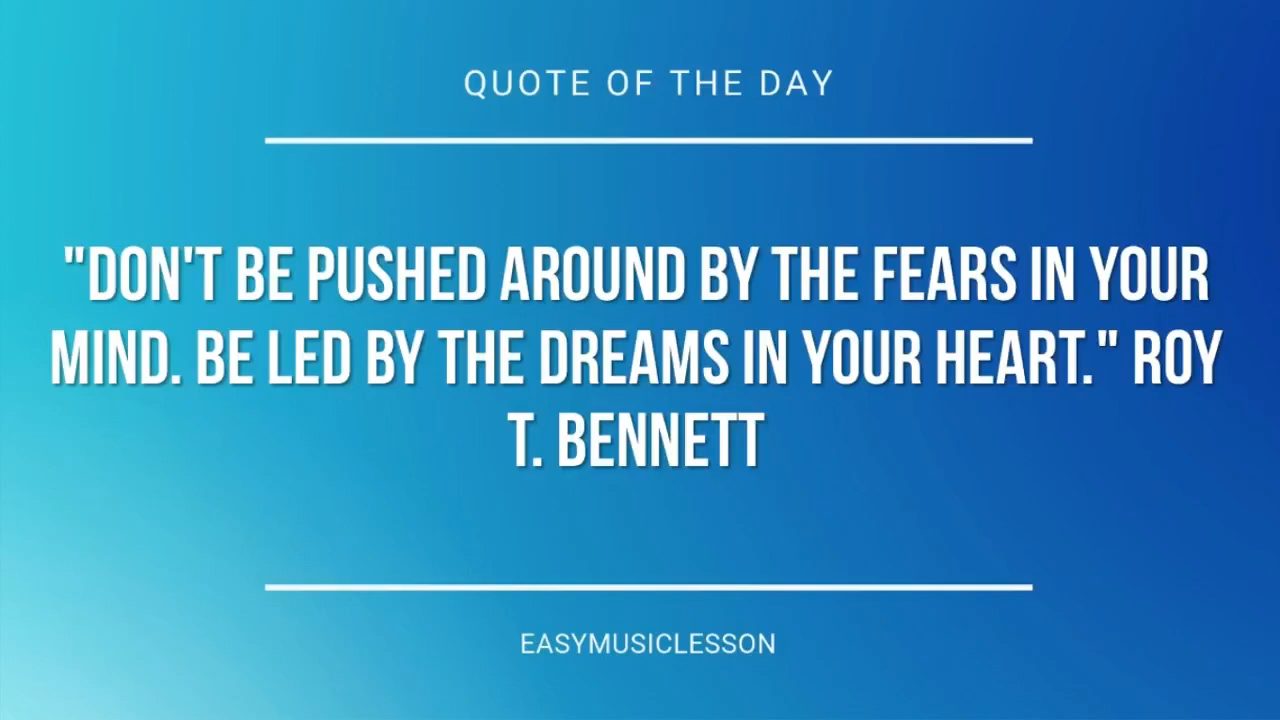 QUOTE OF THE DAY
"DON'T BE PUSHED AROUND BY THE FEARS IN YOUR
MIND. BE LED BY THE DREAMS IN YOUR HEART." ROY
T. BENNETT
EASYMUSICLESSON